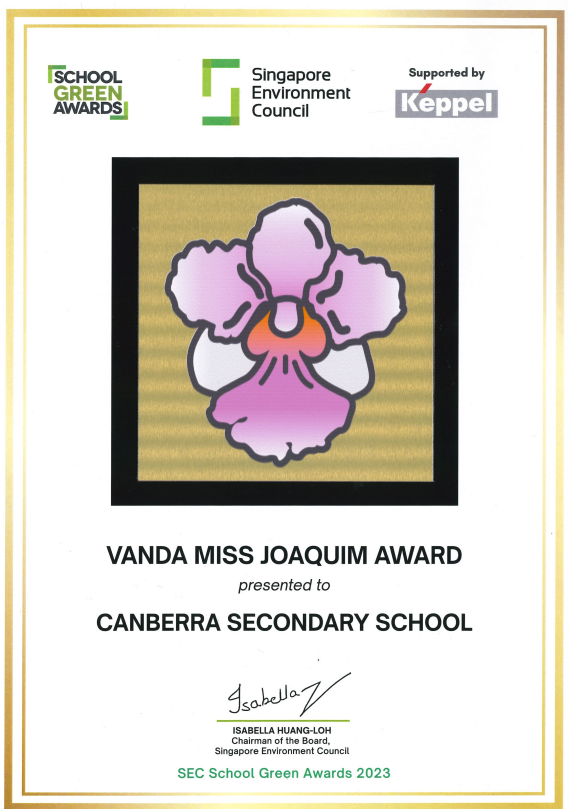 SCHOOL
GREEN
AWARDS
Singapore
Environment
Council
Supported by
Keppel
VANDA MISS JOAQUIM AWARD
presented to
CANBERRA SECONDARY SCHOOL
Isabella
ISABELLA HUANG-LOH
Chairman of the Board,
Singapore Environment Council
SEC School Green Awards 2023